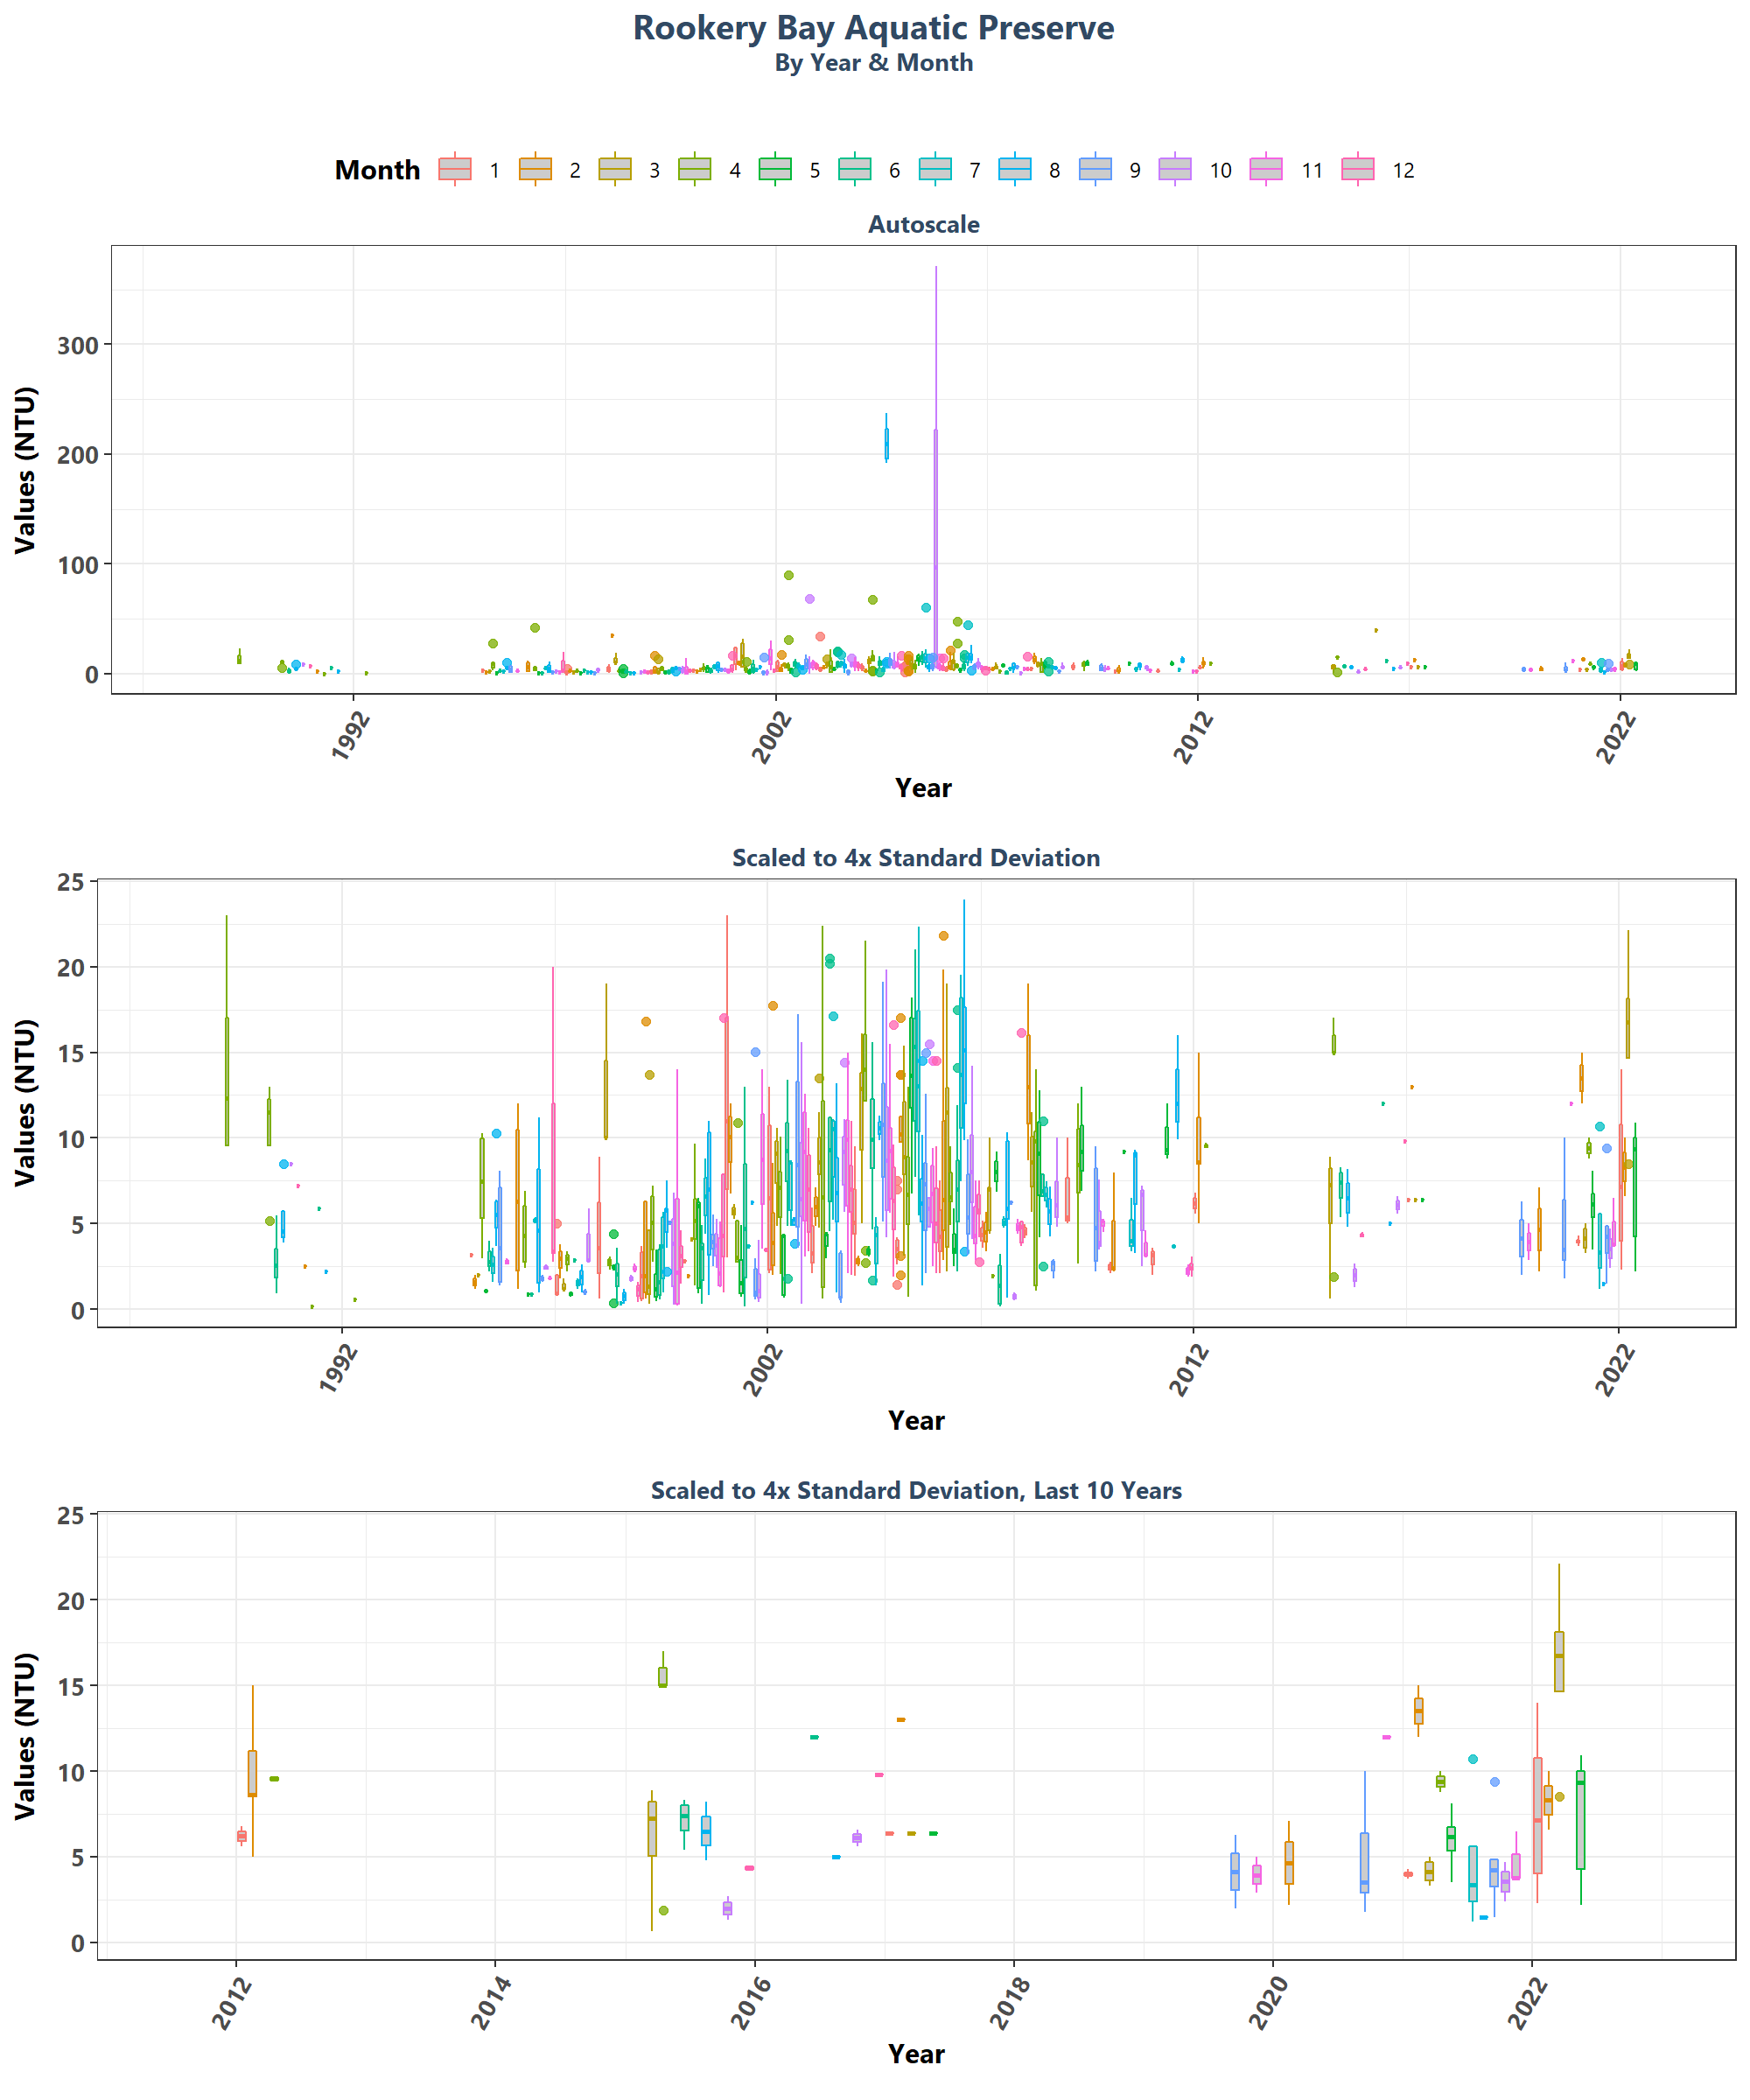 Rookery Bay Aquatic Preserve
By Year & Month
Month 1 2 3 4 5 6 7 8 9 10 11 12
Autoscale
Values (NTU)
300
200
100
0
1992 2002 2012 2022
Year
Scaled to 4x Standard Deviation
Values (NTU)
25
20
15
10
5
0
1992 2002 2012 2022
Year
Scaled to 4x Standard Deviation, Last 10 Years
Values (NTU)
25
20
15
10
5
0
2012 2014 2016 2018 2020 2022
Year